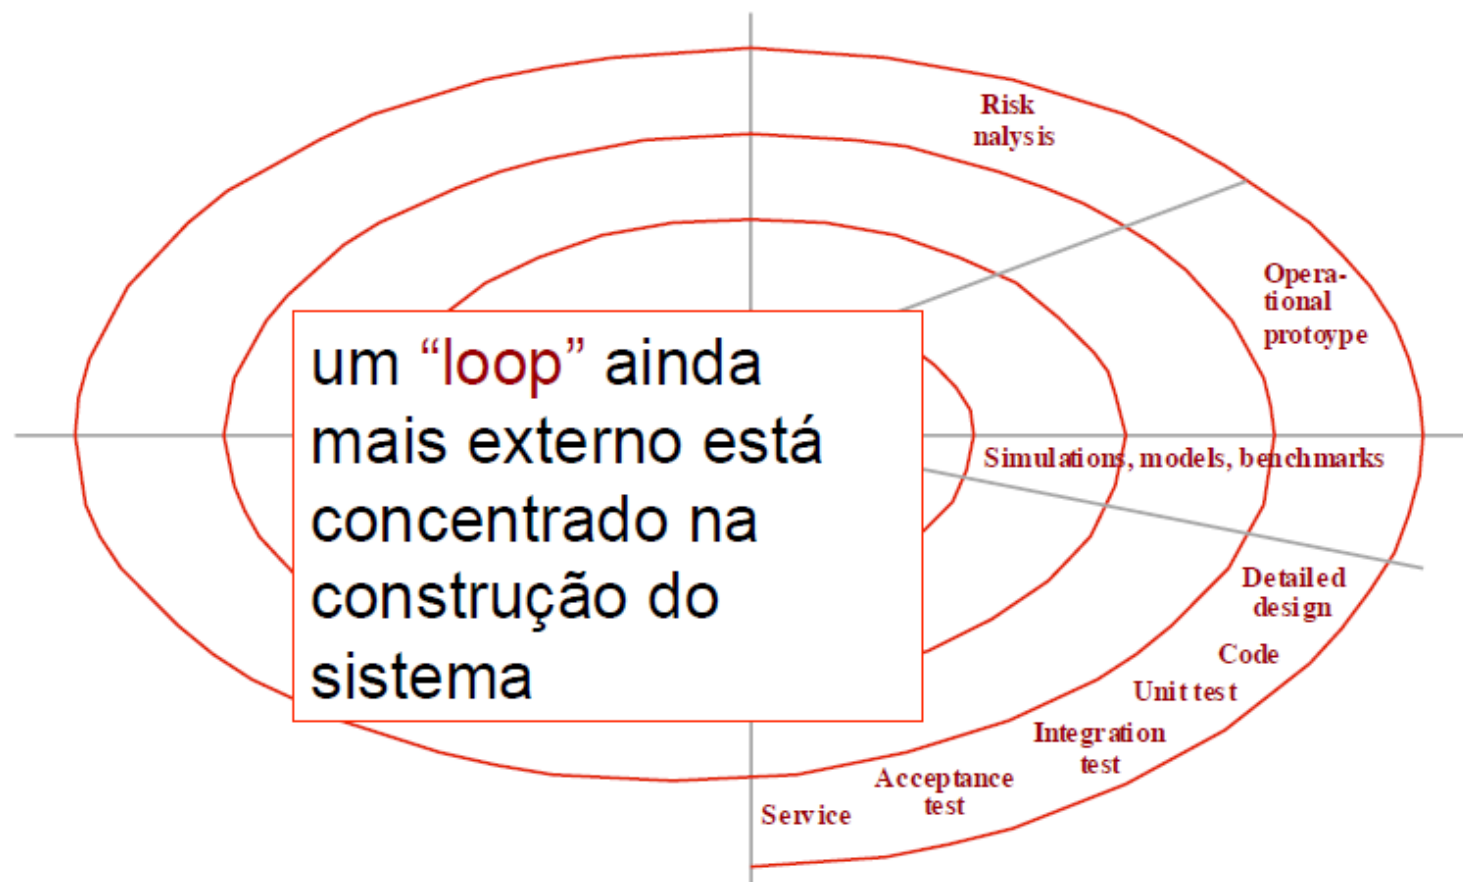 Risk
nalysis
Opera-
tional
protoype
um “loop” ainda
mais externo está
concentrado na
construção do
sistema
Simulations, models, benchmarks
Detailed
design
Code
Unit test
Integration
test
Acceptance
test
Service